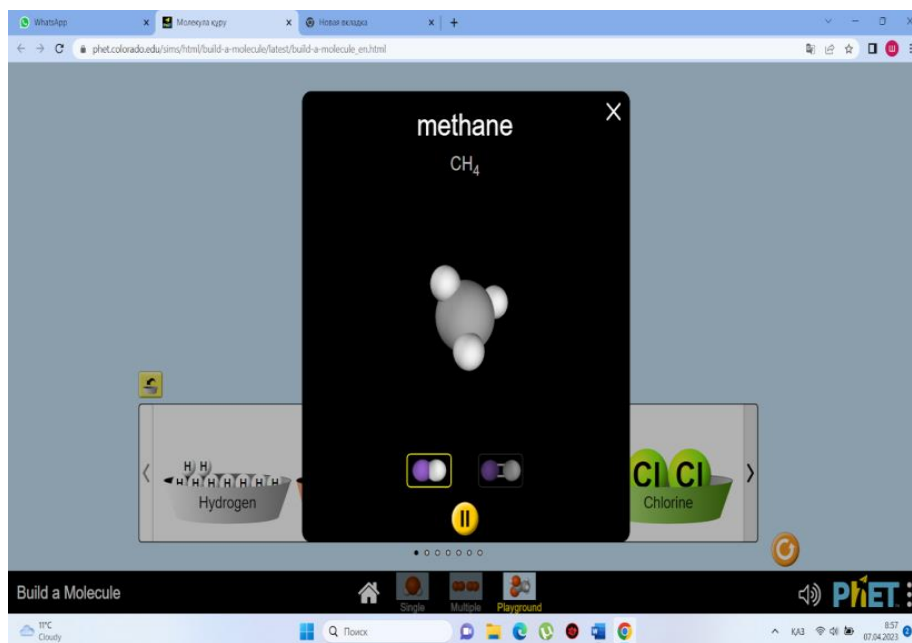 WhatsApp
Молекула құру
Новая вкладка
phet.colorado.edu/sims/html/build-a-molecule/latest/build-a-molecule_en.html
Ш
methane
CH₄
H H
H H H H H H H
Hydrogen
Cl Cl
Chlorine
Build a Molecule
Single
Multiple
Playground
PhET
11°C
Cloudy
Поиск
ҚАЗ
8:57
07.04.2023